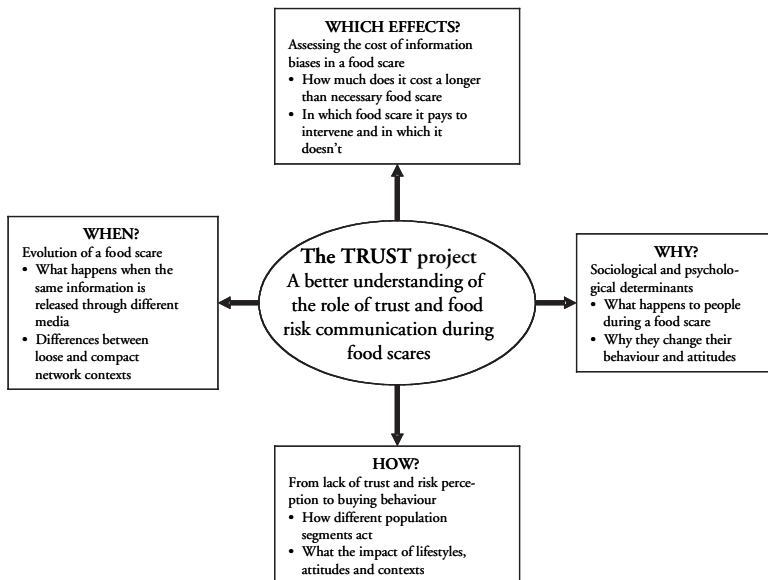 WHICH EFFECTS?
Assessing the cost of information
biases in a food scare
• How much does it cost a longer
than necessary food scare
• In which food scare it pays to
intervene and in which it
doesn't
WHEN?
Evolution of a food scare
• What happens when the
same information is
released through different
media
• Differences between
loose and compact
network contexts
The TRUST project
A better understanding of
the role of trust and food
risk communication during
food scares
WHY?
Sociological and psycholo-
gical determinants
• What happens to people
during a food scare
• Why they change their
behaviour and attitudes
HOW?
From lack of trust and risk perce-
ption to buying behaviour
• How different population
segments act
• What the impact of lifestyles,
attitudes and contexts